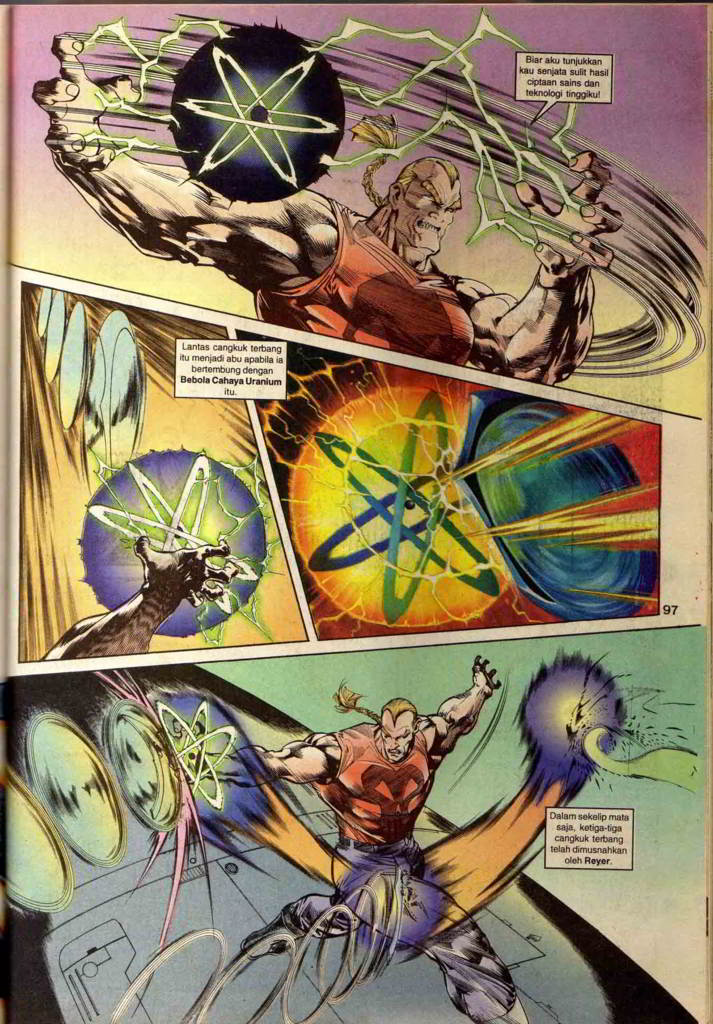 Biar aku tunjukkan
kau senjata sulit hasil
ciptaan sains dan
teknologi tinggiku!
Lantas cangkuk terbang
itu menjadi abu apabila ia
bertembung dengan
Bebola Cahaya Uranium
itu.
97
Dalam sekelip mata
saja, ketiga-tiga
cangkuk terbang
telah dimusnahkan
oleh Reyer.